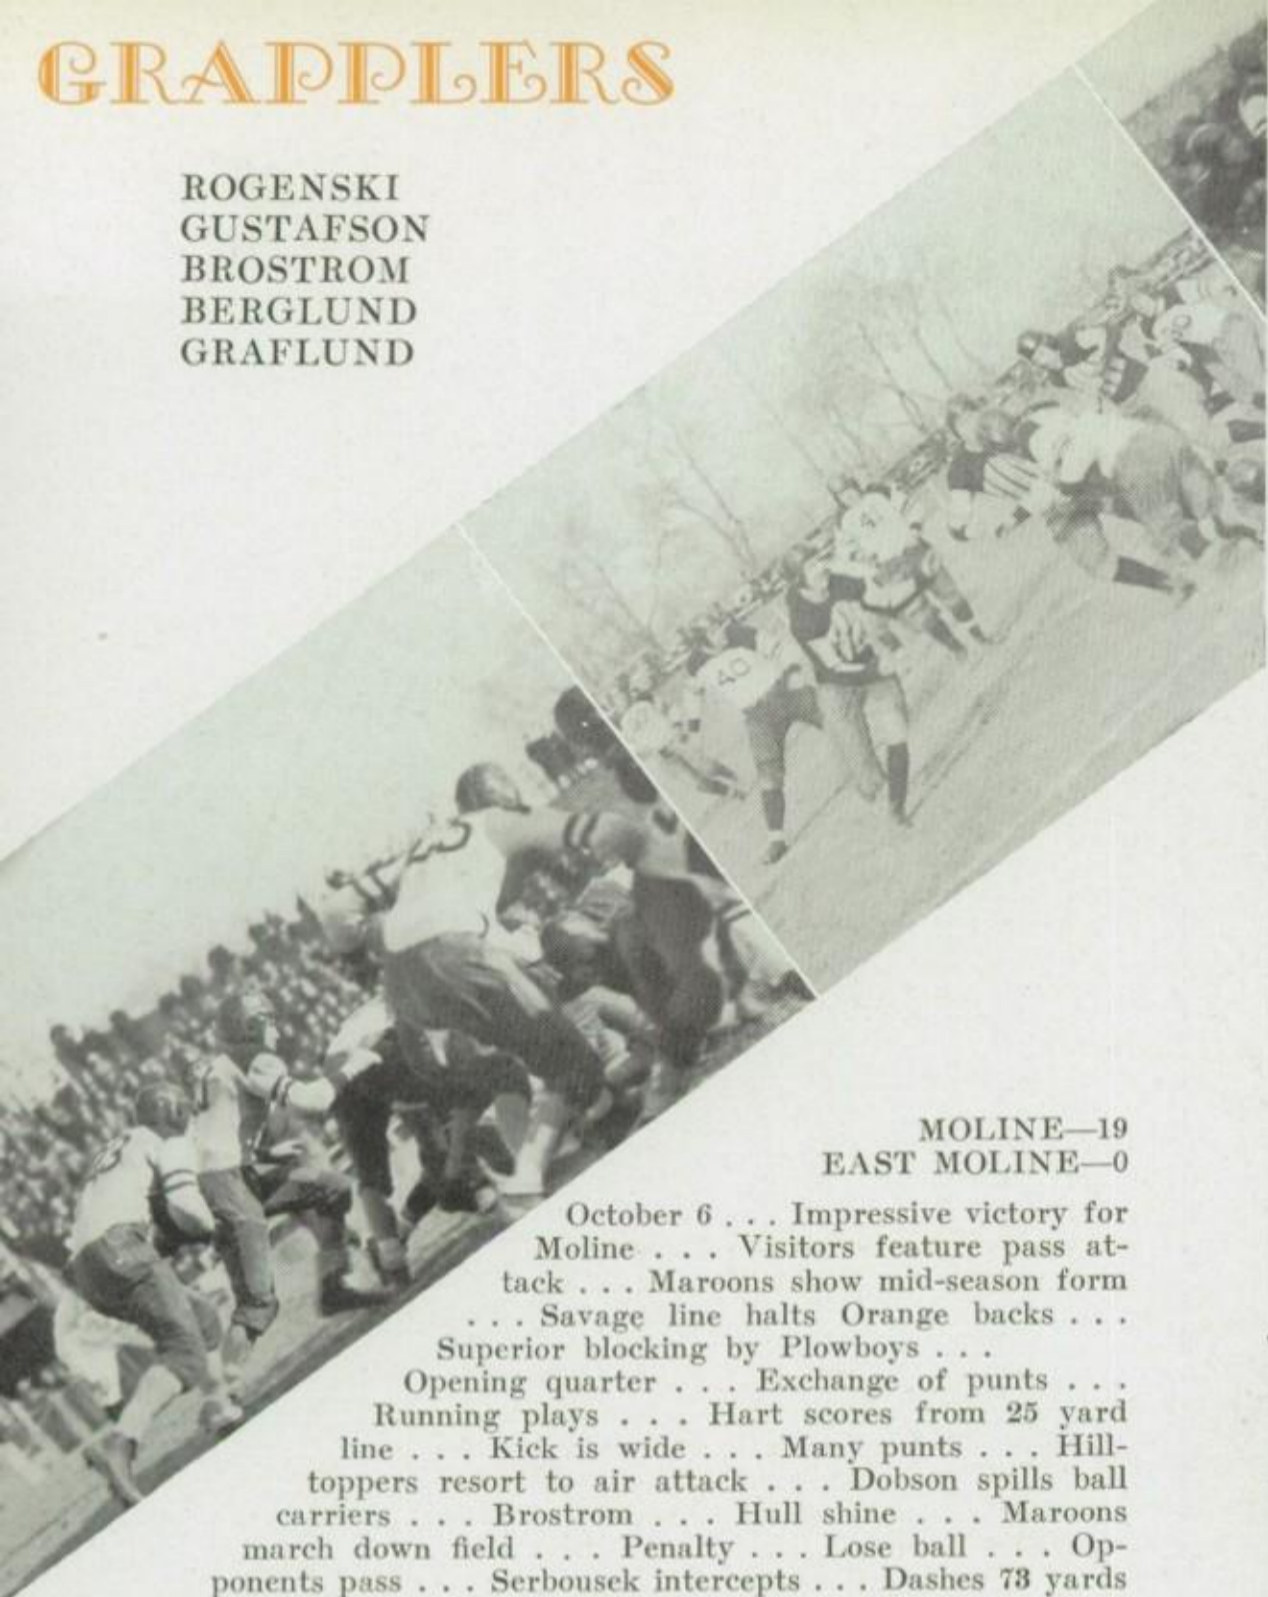 GRAPPLERS
ROGENSKI
GUSTAFSON
BROSTROM
BERGLUND
GRAFLUND
40
MOLINE—19
EAST MOLINE—0
October 6 . . . Impressive victory for
Moline . . . Visitors feature pass at-
tack . . . Maroons show mid-season form
. . . Savage line halts Orange backs . . .
Superior blocking by Plowboys . . .
Opening quarter . . . Exchange of punts . . .
Running plays . . . Hart scores from 25 yard
line . . . Kick is wide . . . Many punts . . . Hill-
toppers resort to air attack . . . Dobson spills ball
carriers . . . Brostrom . . . Hull shine . . . Maroons
march down field . . . Penalty . . . Lose ball . . . Op-
ponents pass . . . Serbousek intercepts . . . Dashes 73 yards